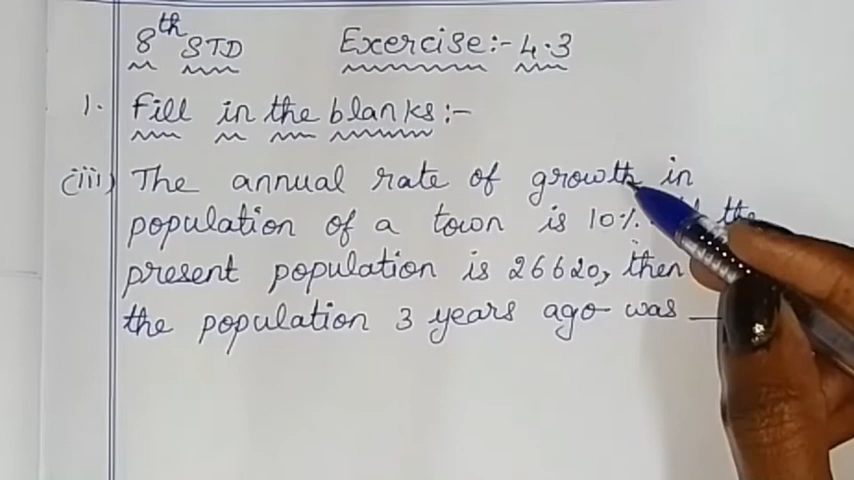 8th STD Exercise:- 4.3
1. Fill in the blanks:-
(iii) The annual rate of growth in
population of a town is 10%. the
present population is 26620, then
the population 3 years ago was